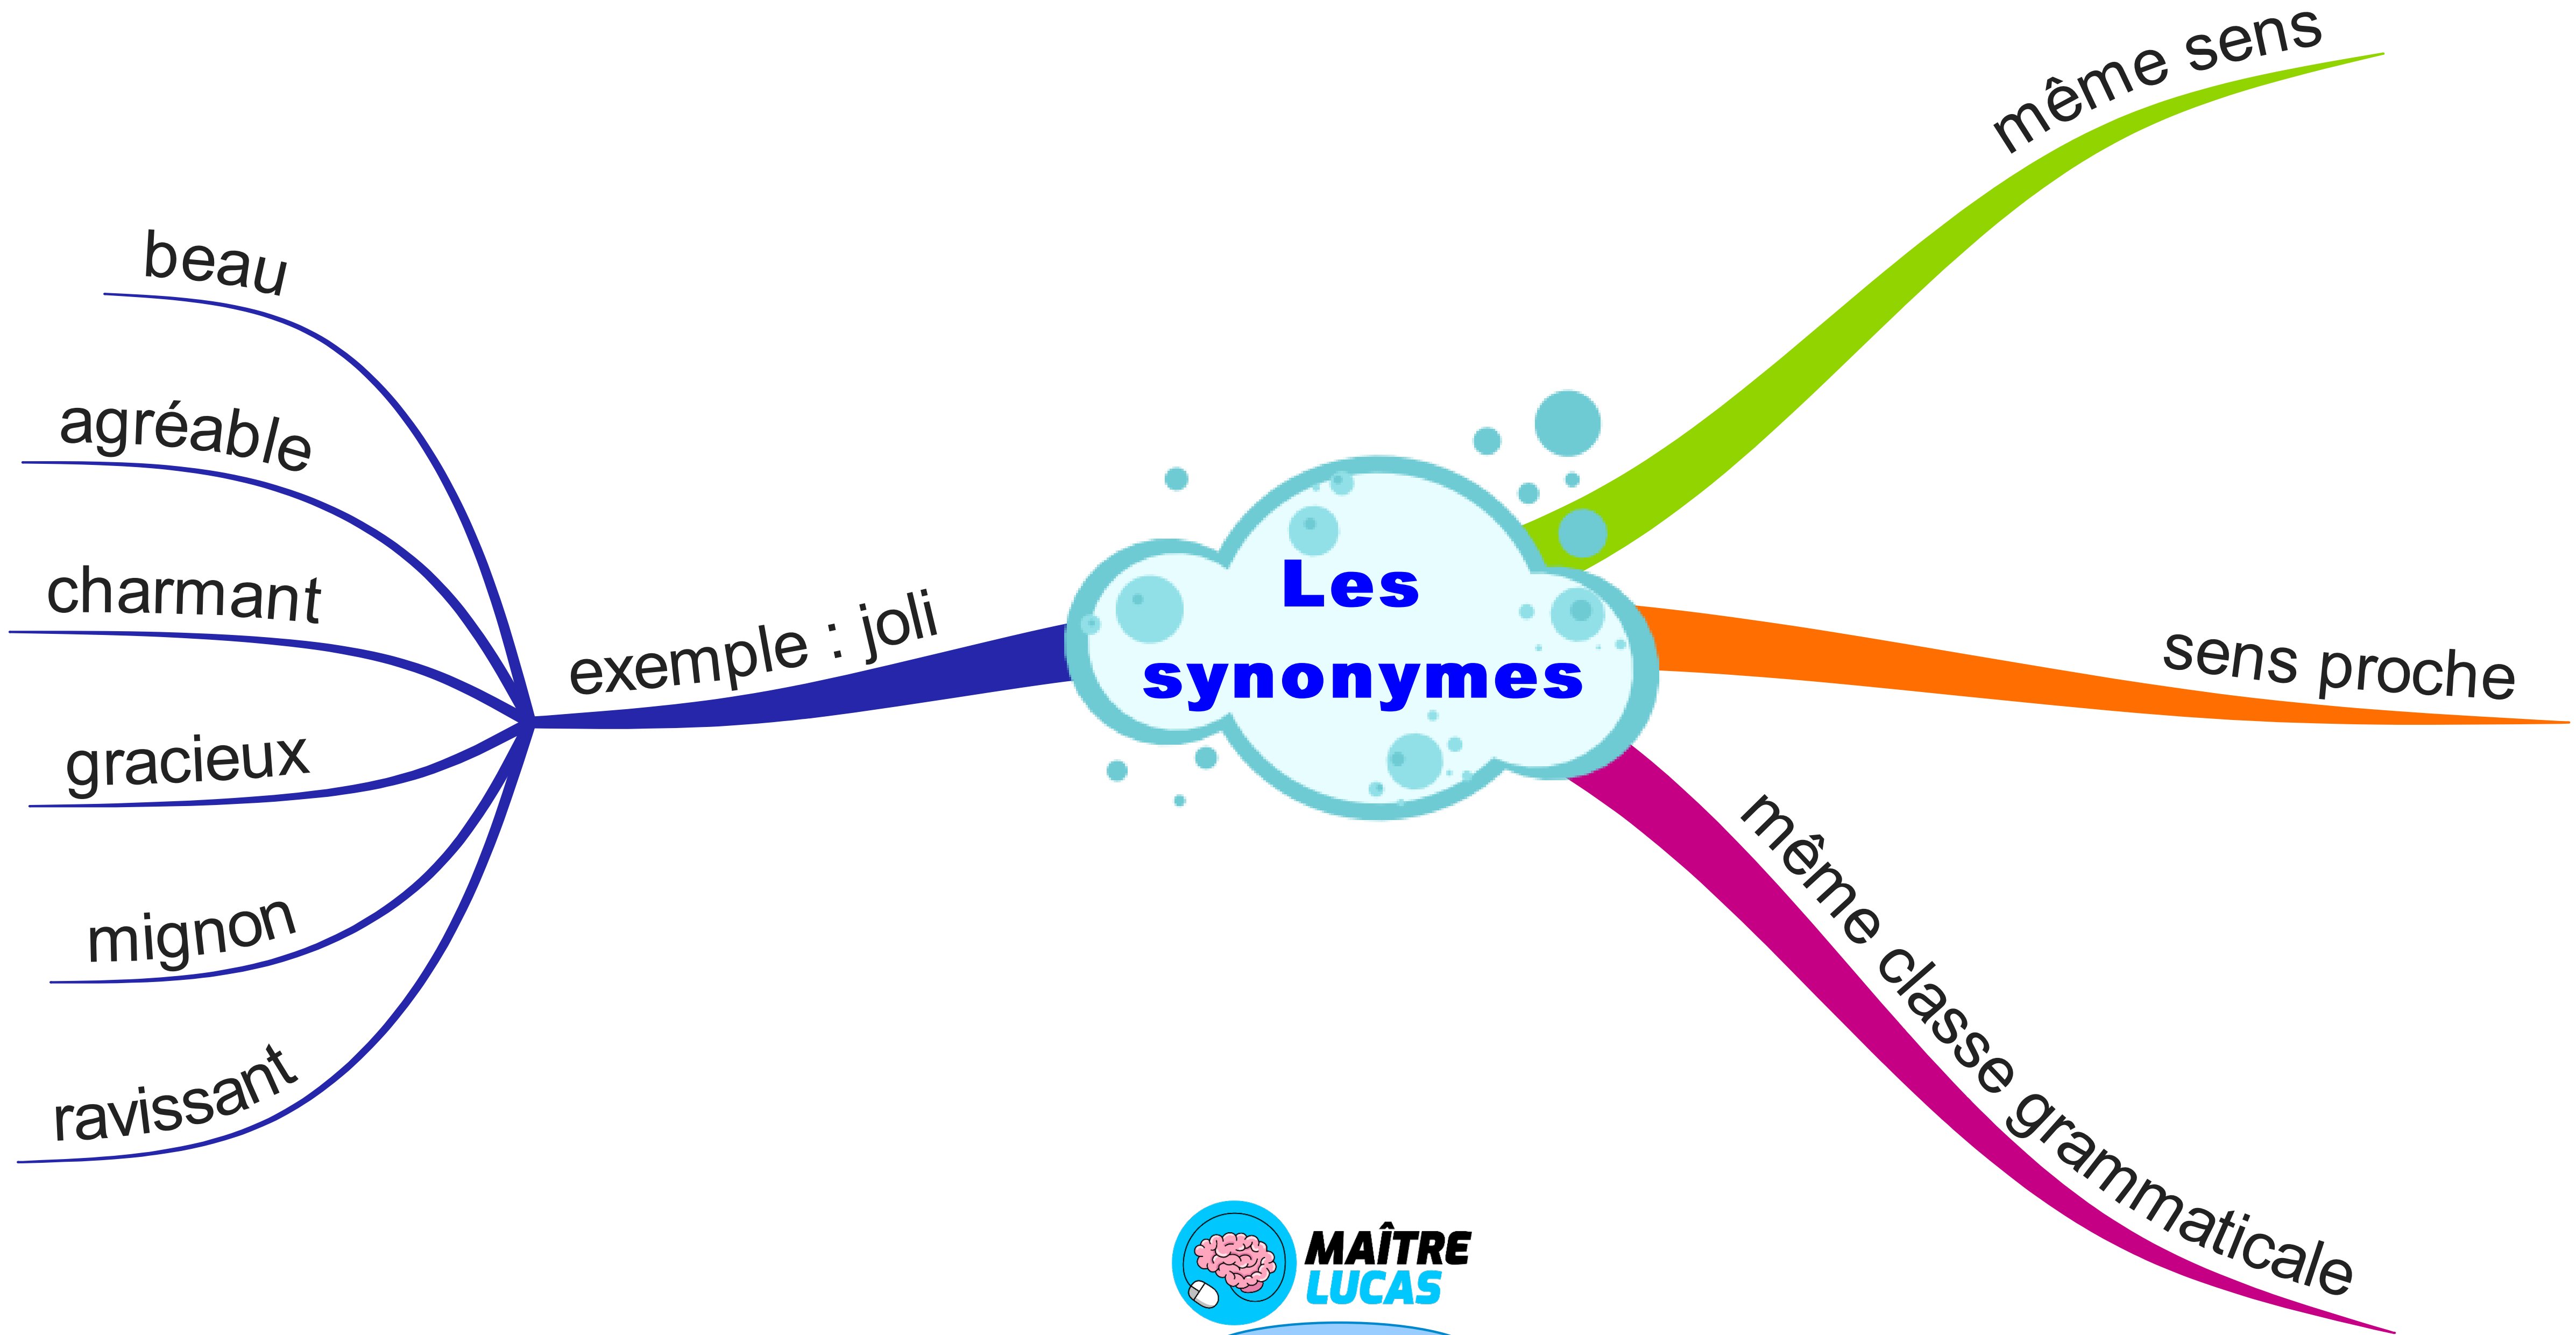 beau
agréable
charmant
gracieux
mignon
ravissant
exemple : joli
Les
synonymes
même sens
sens proche
même classe grammaticale
MAÎTRE
LUCAS